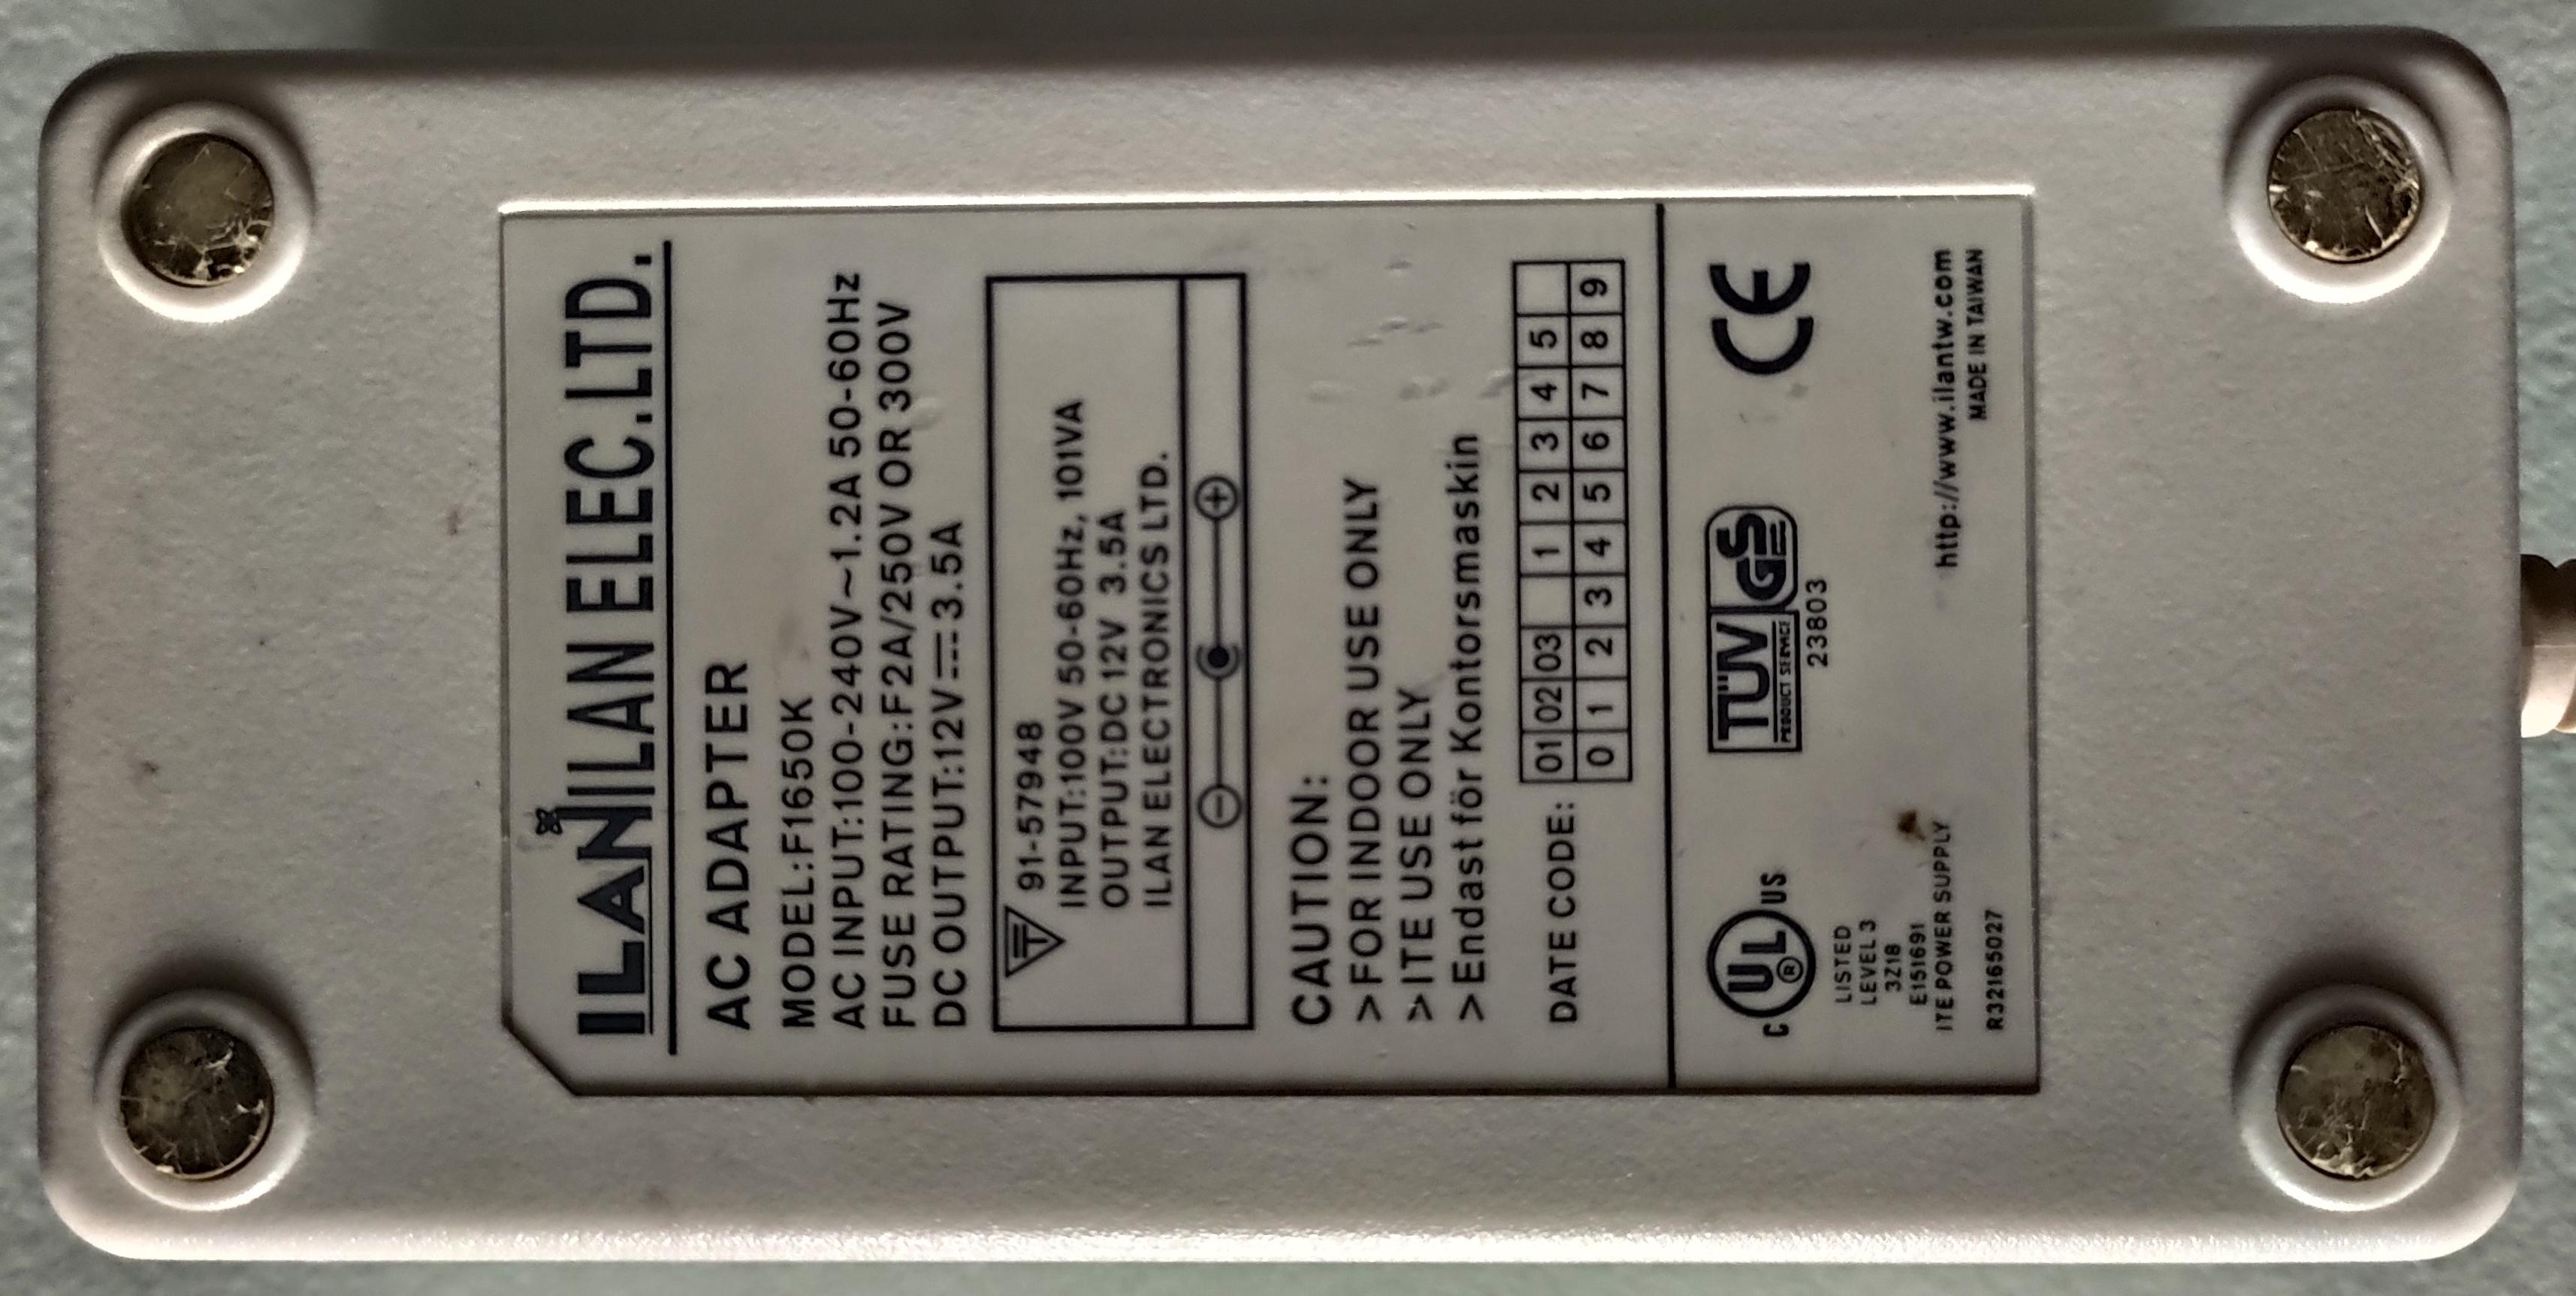 ILAN ILAN ELEC.LTD.
AC ADAPTER
MODEL:F1650K
AC INPUT:100-240V~1.2A 50-60Hz
FUSE RATING:F2A/250V OR 300V
DC OUTPUT:12V⎓3.5A
91-57948
INPUT:100V 50-60Hz, 101VA
OUTPUT:DC 12V 3.5A
ILAN ELECTRONICS LTD.
CAUTION:
>FOR INDOOR USE ONLY
>ITE USE ONLY
>Endast för Kontorsmaskin
DATE CODE: 01 02 03 1 2 3 4 5
0 1 2 3 4 5 6 7 8 9
C UL ® US
LISTED
LEVEL 3
3Z18
E151691
ITE POWER SUPPLY
R32165027
TÜV GS
PRODUCT SERVICE
23803
CE
http://www.ilantw.com
MADE IN TAIWAN